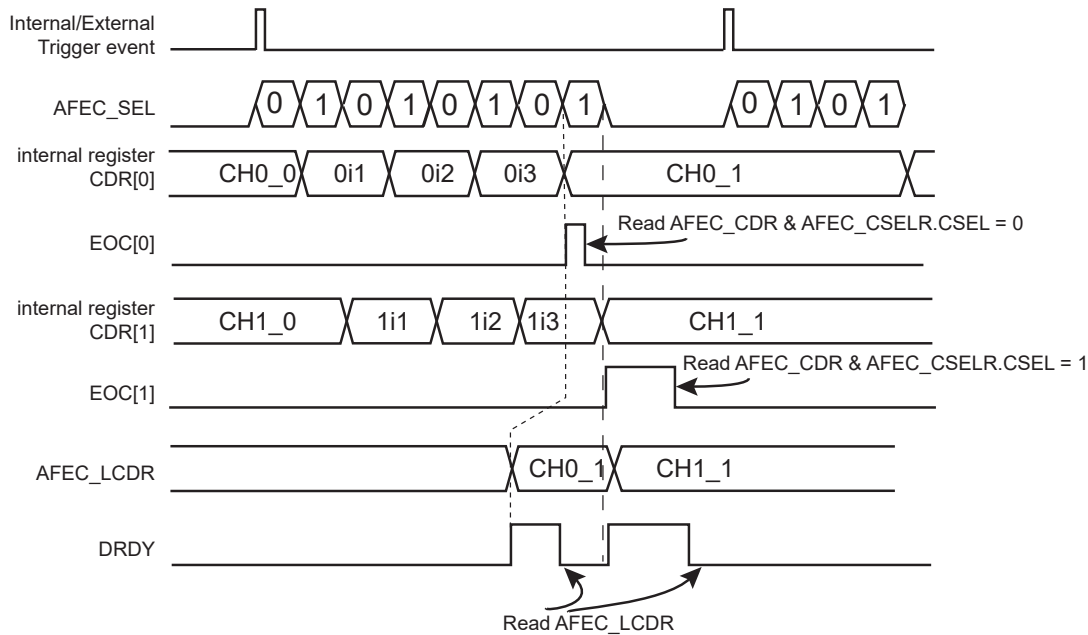 Internal/External
Trigger event
AFEC_SEL
0 1 0 1 0 1 0 1 0 1 0 1
internal register
CDR[0]
CH0_0 0i1 0i2 0i3 CH0_1
Read AFEC_CDR & AFEC_CSELR.CSEL = 0
EOC[0]
internal register
CDR[1]
CH1_0 1i1 1i2 1i3 CH1_1
Read AFEC_CDR & AFEC_CSELR.CSEL = 1
EOC[1]
AFEC_LCDR
CH0_1 CH1_1
DRDY
Read AFEC_LCDR